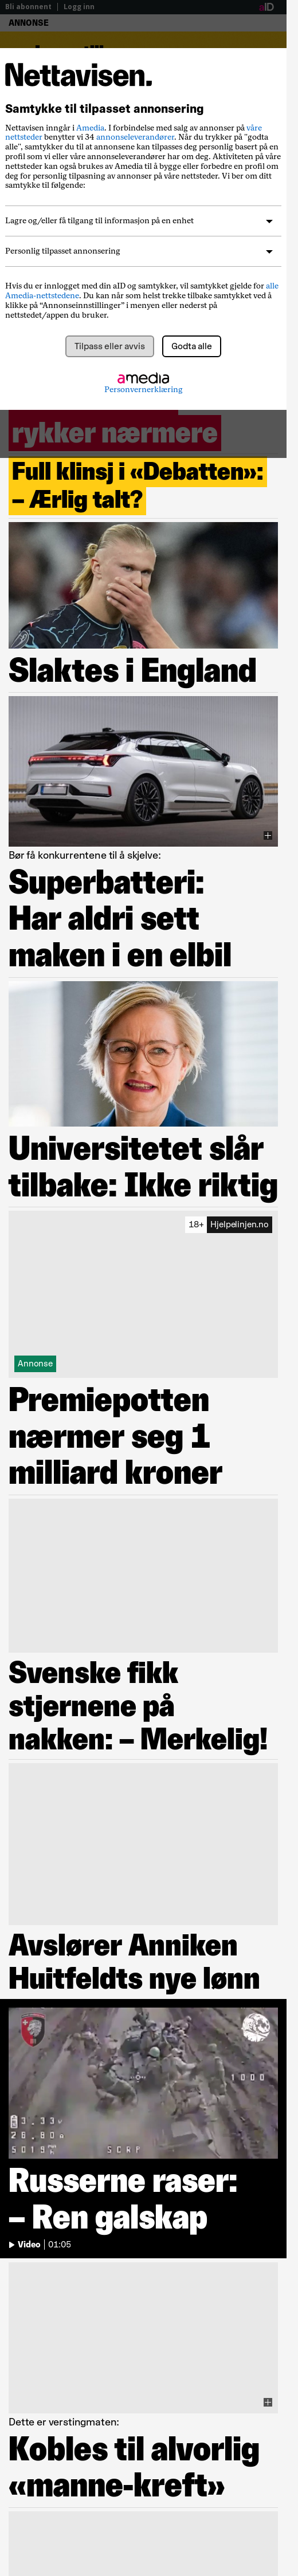 Bli abonnent | Logg inn
aID
ANNONSE
Nettavisen.
Samtykke til tilpasset annonsering
Nettavisen inngår i Amedia. I forbindelse med salg av annonser på våre
nettsteder benytter vi 34 annonseleverandører. Når du trykker på "godta
alle", samtykker du til at annonsene kan tilpasses deg personlig basert på en
profil som vi eller våre annonseleverandører har om deg. Aktiviteten på våre
nettsteder kan også brukes av Amedia til å bygge eller forbedre en profil om
deg for personlig tilpasning av annonser på våre nettsteder. Vi ber om ditt
samtykke til følgende:
Lagre og/eller få tilgang til informasjon på en enhet
Personlig tilpasset annonsering
Hvis du er innlogget med din aID og samtykker, vil samtykket gjelde for alle
Amedia-nettstedene. Du kan når som helst trekke tilbake samtykket ved å
klikke på “Annonseinnstillinger” i menyen eller nederst på
nettstedet/appen du bruker.
Tilpass eller avvis
Godta alle
amedia
Personvernerklæring
rykker nærmere
Full klinsj i «Debatten»:
– Ærlig talt?
Slaktes i England
Bør få konkurrentene til å skjelve:
Superbatteri:
Har aldri sett
maken i en elbil
Universitetet slår
tilbake: Ikke riktig
18+ Hjelpelinjen.no
Annonse
Premiepotten
nærmer seg 1
milliard kroner
Svenske fikk
stjernene på
nakken: – Merkelig!
Avslører Anniken
Huitfeldts nye lønn
1000
SCRF
Russerne raser:
– Ren galskap
Video | 01:05
Dette er verstingmaten:
Kobles til alvorlig
«manne-kreft»